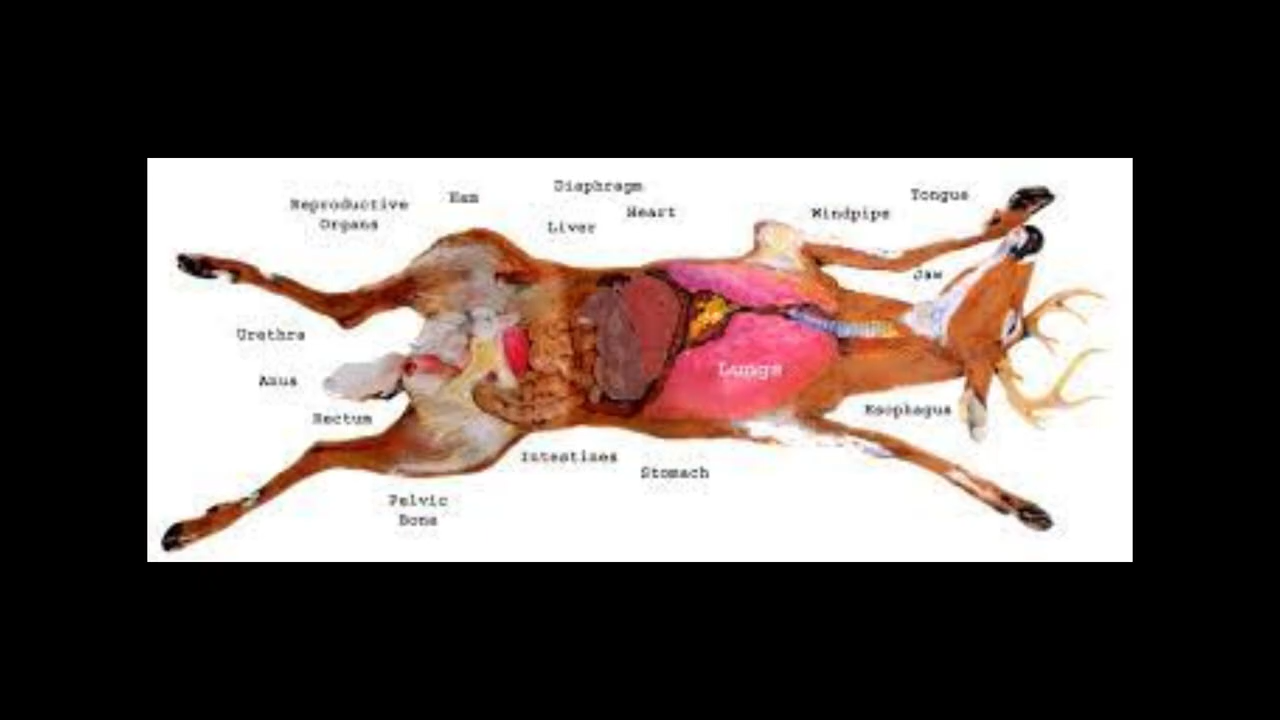 Diaphragm
Tongue
Ham
Reproductive
Organs
Heart
Windpipe
Liver
Jaw
Urethra
Lungs
Anus
Esophagus
Rectum
Intestines
Stomach
Pelvic
Bone